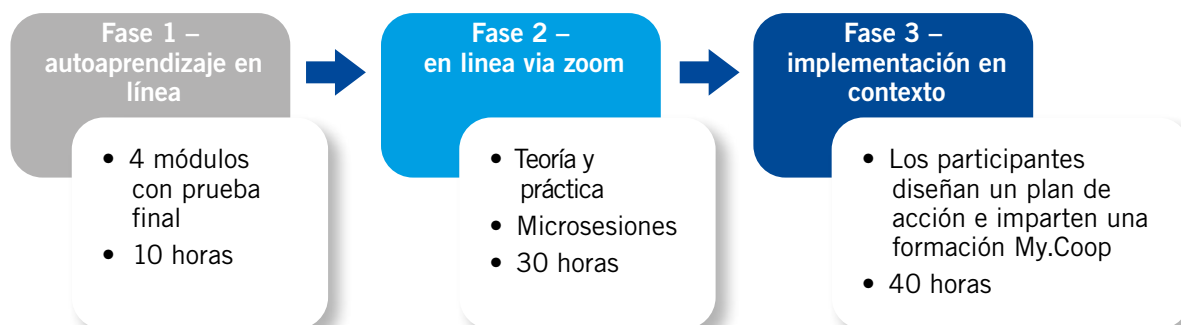 Fase 1 –
autoaprendizaje en
línea
• 4 módulos
con prueba
final
• 10 horas
Fase 2 –
en linea via zoom
• Teoría y
práctica
• Microsesiones
• 30 horas
Fase 3 –
implementación en
contexto
• Los participantes
diseñan un plan de
acción e imparten una
formación My.Coop
• 40 horas